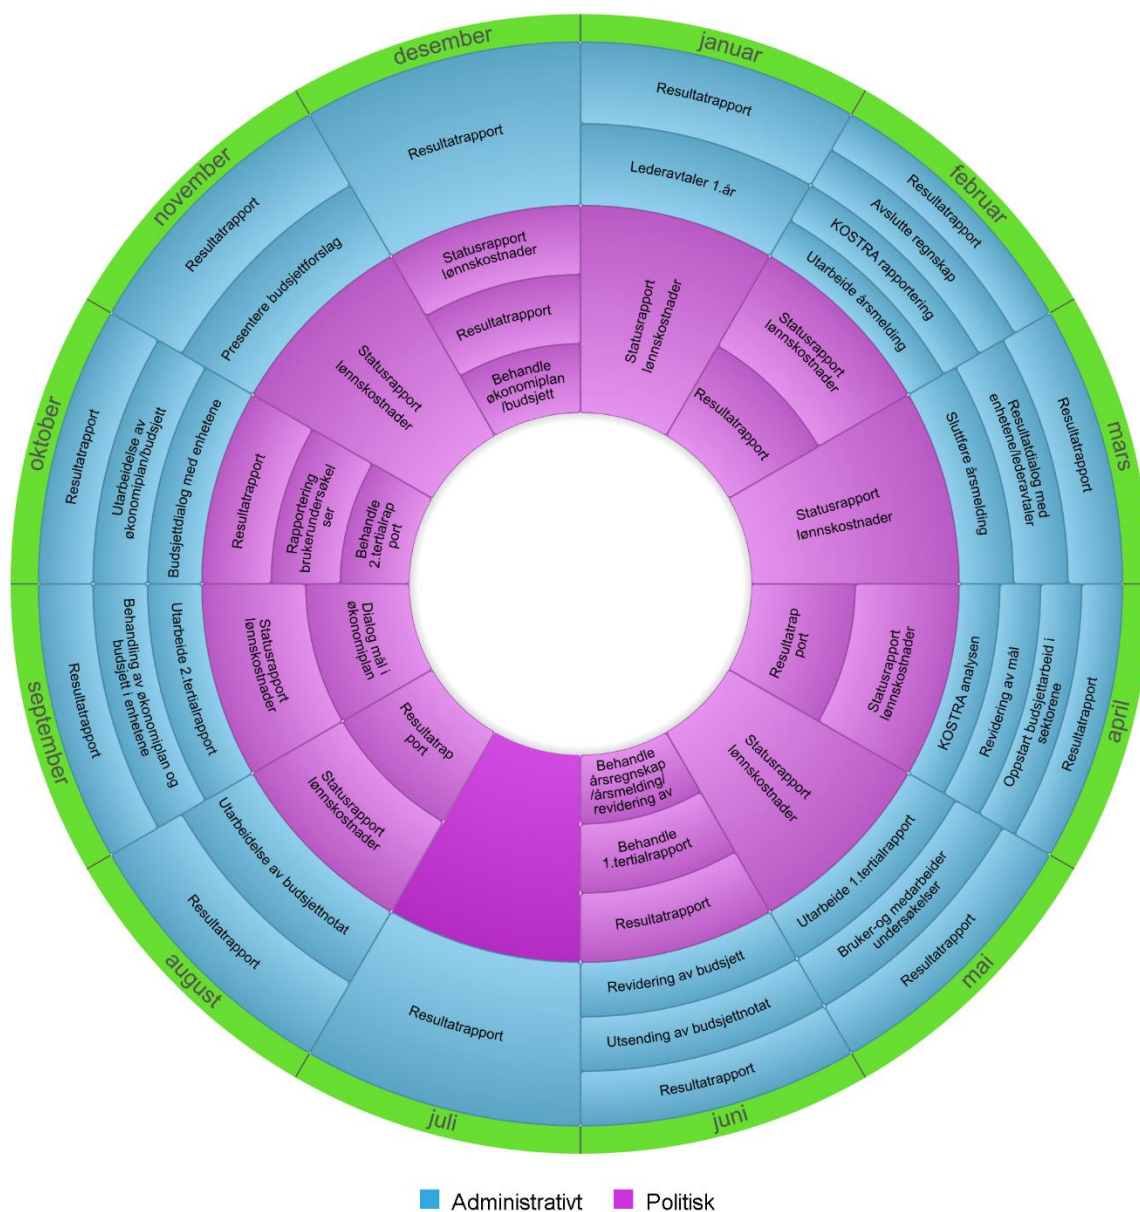 januar
Resultatrapport
Lederavtaler 1.år
Statusrapport
lønnskostnader
februar
Resultatrapport
Avslutte regnskap
KOSTRA rapportering
Utarbeide årsmelding
Statusrapport
lønnskostnader
Resultatrapport
mars
Resultatrapport
Resultatdialog med
enhetene/lederavtaler
Sluttføre årsmelding
Statusrapport
lønnskostnader
april
Resultatrapport
Oppstart budsjettarbeid i
sektorene
Revidering av mål
KOSTRA analysen
Statusrapport
lønnskostnader
Resultatrap
port
mai
Resultatrapport
Bruker-og medarbeider
undersøkelser
Utarbeide 1.tertialrapport
Statusrapport
lønnskostnader
juni
Resultatrapport
Utsending av budsjettnotat
Revidering av budsjett
Resultatrapport
Behandle
1.tertialrapport
Behandle
årsregnskap
/årsmelding/
revidering av
juli
Resultatrapport
august
Resultatrapport
Utarbeidelse av budsjettnotat
Statusrapport
lønnskostnader
Resultatrap
port
september
Resultatrapport
Behandling av økonomiplan og
budsjett i enhetene
Utarbeide 2.tertialrapport
Statusrapport
lønnskostnader
Dialog mål i
økonomiplan
oktober
Resultatrapport
Utarbeidelse av
økonomiplan/budsjett
Budsjettdialog med enhetene
Resultatrapport
Rapportering
brukerundersøkel
ser
Behandle
2.tertialrap
port
november
Resultatrapport
Presentere budsjettforslag
Statusrapport
lønnskostnader
desember
Resultatrapport
Statusrapport
lønnskostnader
Resultatrapport
Behandle
økonomiplan
/budsjett
Administrativt
Politisk